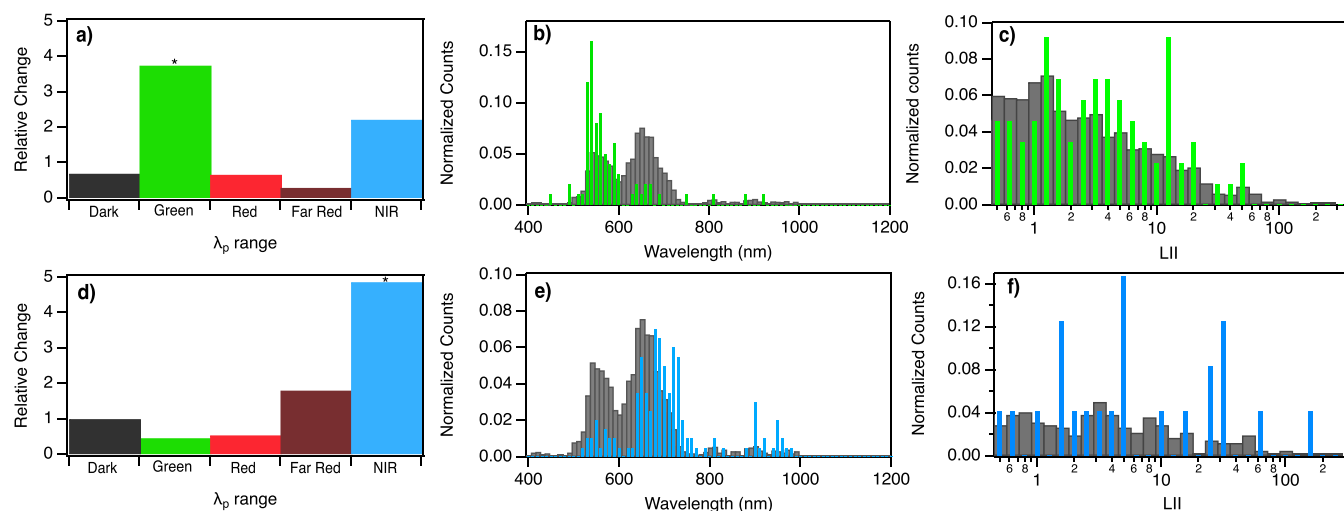 a)
Relative Change
5
4
3
2
1
0
*
Dark Green Red Far Red NIR
λp range
b)
Normalized Counts
0.15
0.10
0.05
0.00
400 600 800 1000 1200
Wavelength (nm)
c)
Normalized counts
0.10
0.08
0.06
0.04
0.02
0.00
6 8 1 2 4 6 8 10 2 4 6 8 100 2
LII
d)
Relative Change
5
4
3
2
1
0
*
Dark Green Red Far Red NIR
λp range
e)
Normalized Counts
0.10
0.08
0.06
0.04
0.02
0.00
400 600 800 1000 1200
Wavelength (nm)
f)
Normalized Counts
0.16
0.12
0.08
0.04
0.00
6 8 1 2 4 6 8 10 2 4 6 8 100 2
LII